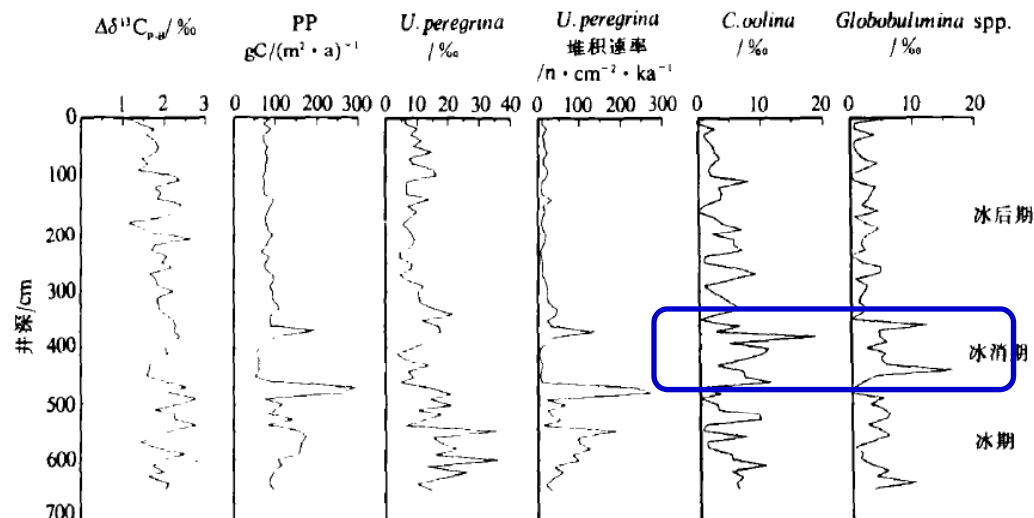 Δδ¹³Cₚ₋ᵦ/‰ PP U.peregrina U.peregrina C.oolina Globobulimina spp.
gC/(m²·a)⁻¹ /‰ 堆积速率 /‰ /‰
/n·cm⁻²·ka⁻¹
1 2 3 0 100 200 300 0 10 20 30 40 0 100 200 300 0 10 20 0 10 20
0
100
200 冰后期
300
井深/cm
400 冰消期
500
冰期
600
700